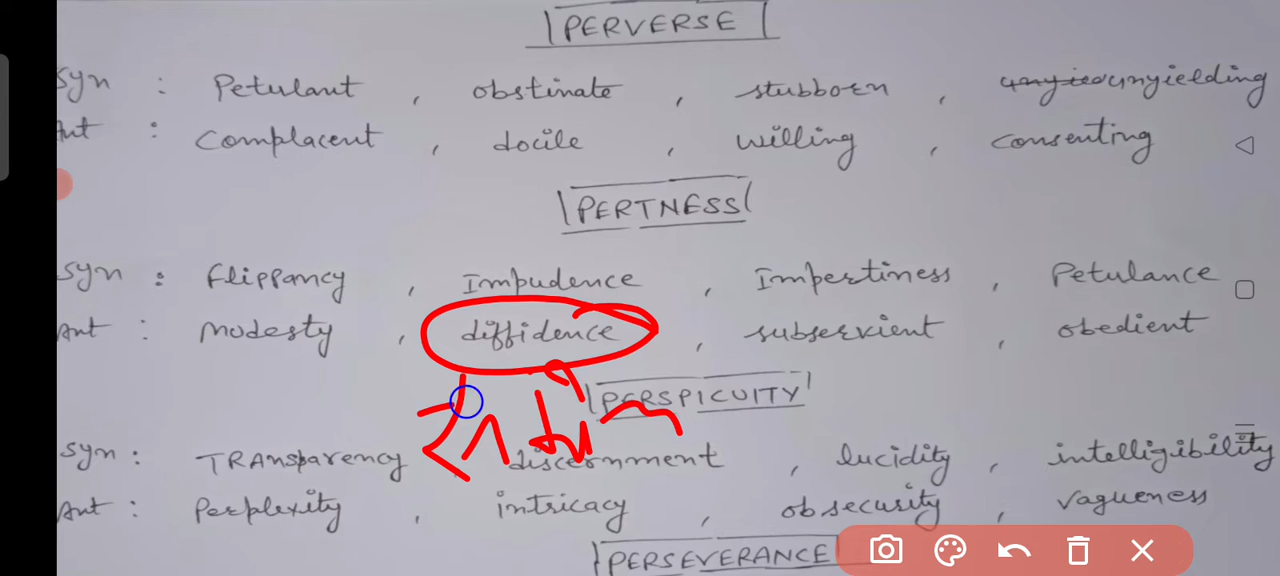 PERVERSE
Syn : Petulant , obstinate , stubborn , unyielding
Ant : Complacent , docile , willing , consenting
PERTNESS
Syn : Flippancy , Impudence , Impertiness , Petulance
Ant : Modesty , diffidence , subservient , obedient
PERSPICUITY
Syn : TRANsparency , discernment , lucidity , intelligibility
Ant : Perplexity , intricacy , obsecurity , vagueness
PERSEVERANCE